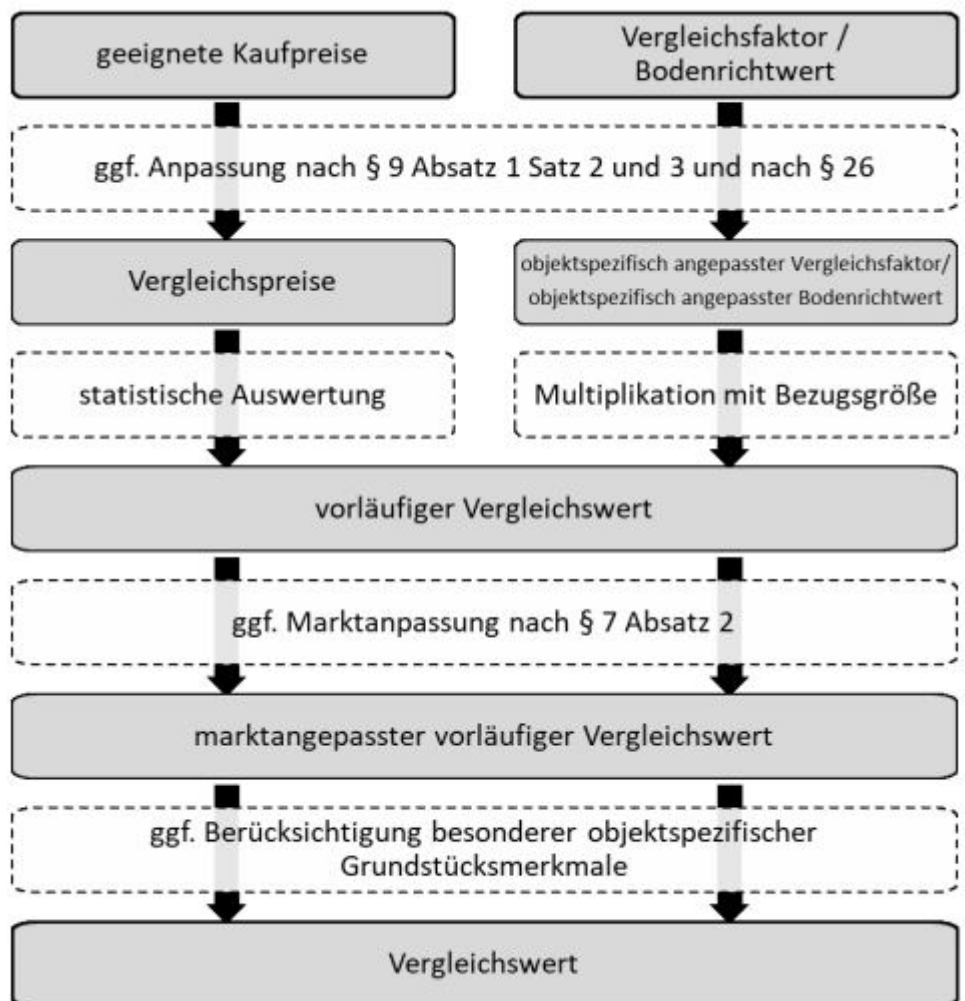 geeignete Kaufpreise
Vergleichsfaktor /
Bodenrichtwert
ggf. Anpassung nach § 9 Absatz 1 Satz 2 und 3 und nach § 26
Vergleichspreise
objektspezifisch angepasster Vergleichsfaktor/
objektspezifisch angepasster Bodenrichtwert
statistische Auswertung
Multiplikation mit Bezugsgröße
vorläufiger Vergleichswert
ggf. Marktanpassung nach § 7 Absatz 2
marktangepasster vorläufiger Vergleichswert
ggf. Berücksichtigung besonderer objektspezifischer
Grundstücksmerkmale
Vergleichswert